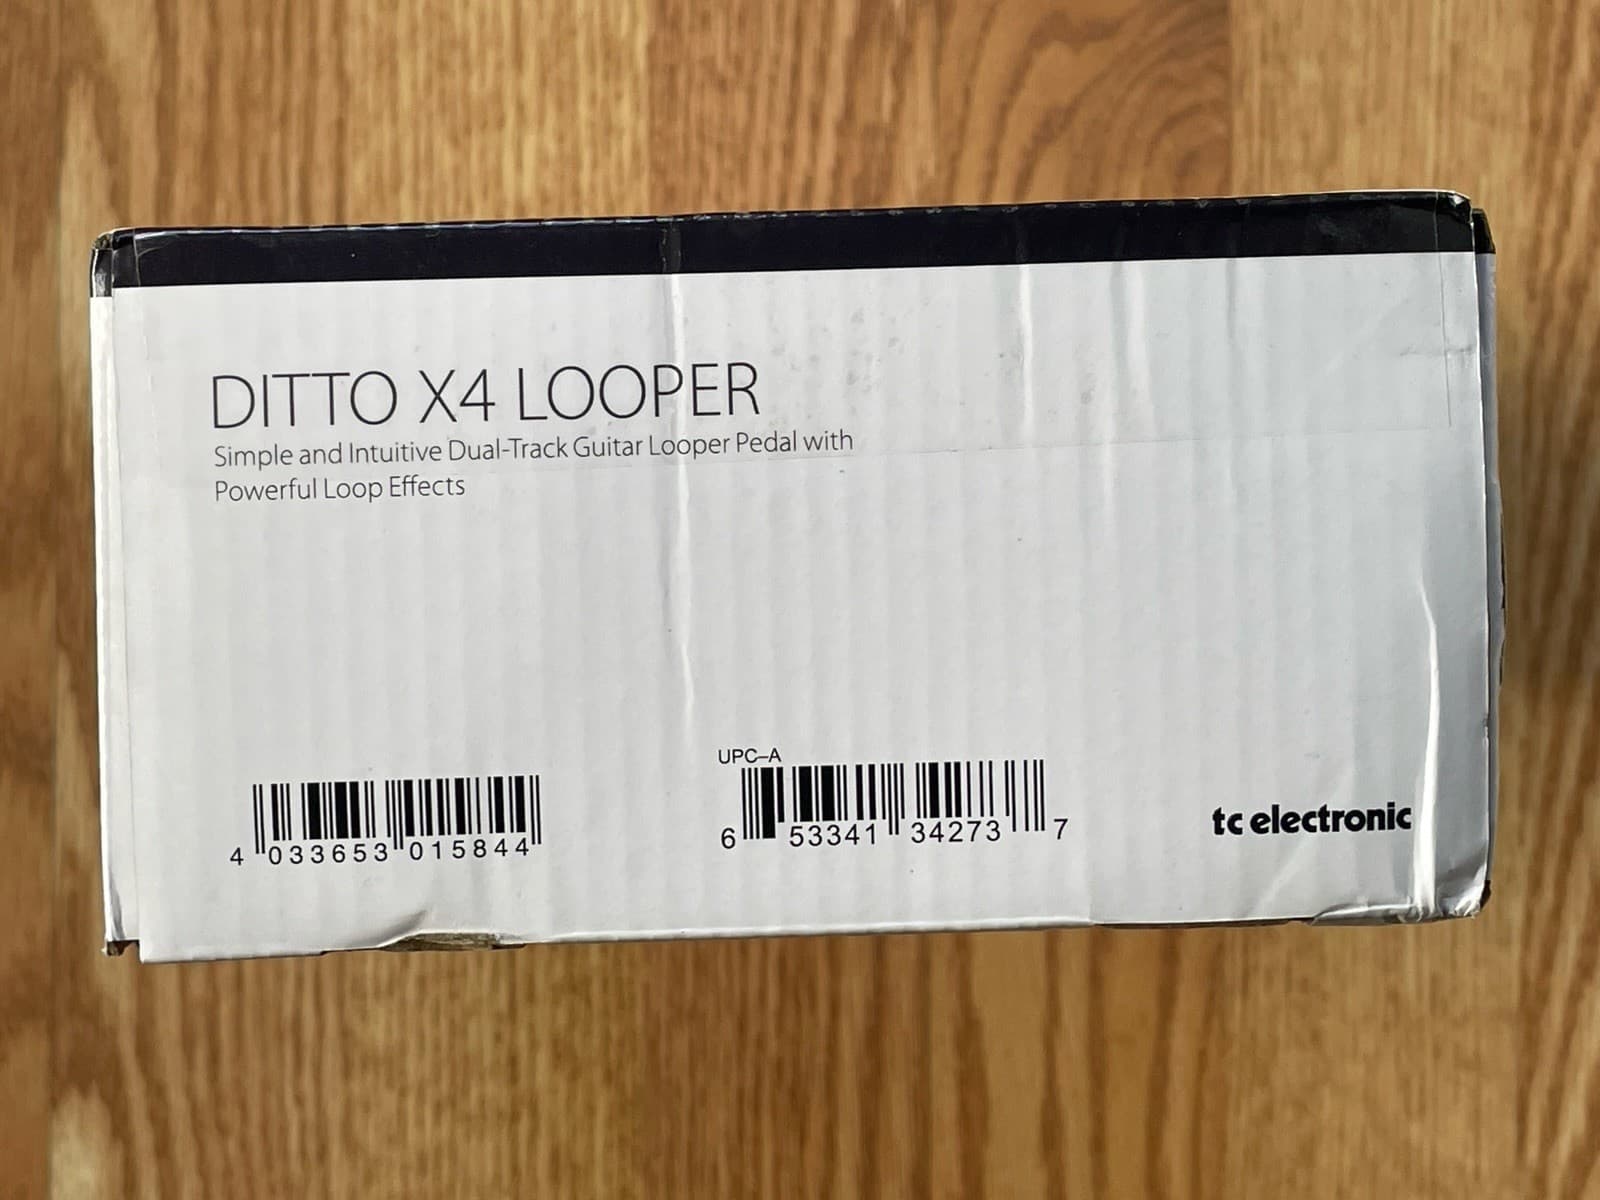 DITTO X4 LOOPER
Simple and Intuitive Dual-Track Guitar Looper Pedal with
Powerful Loop Effects
4 033653 015844
UPC-A
6 53341 34273 7
tc electronic